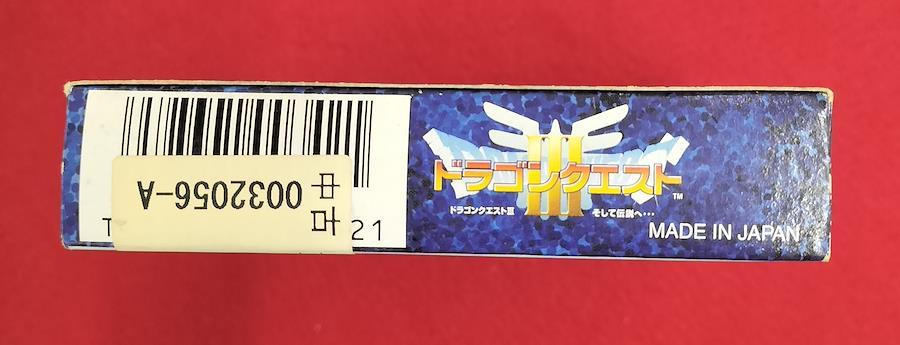 T
21
中古
0032056-A
ドラゴンクエスト
III
TM
ドラゴンクエストIII そして伝説へ…
MADE IN JAPAN